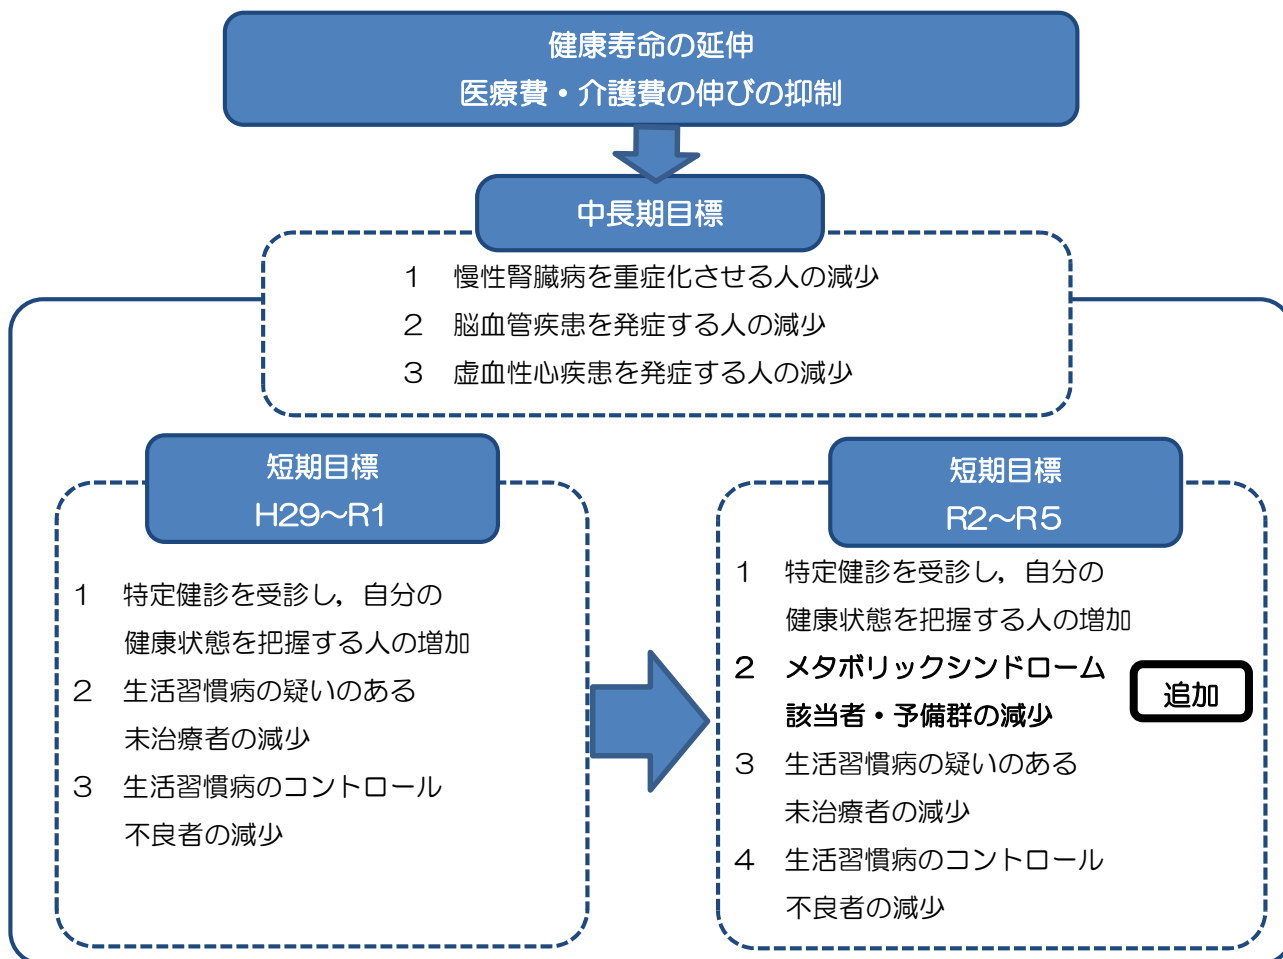 健康寿命の延伸
医療費・介護費の伸びの抑制
中長期目標
１　慢性腎臓病を重症化させる人の減少
２　脳血管疾患を発症する人の減少
３　虚血性心疾患を発症する人の減少
短期目標
H29～R1
１　特定健診を受診し，自分の
健康状態を把握する人の増加
２　生活習慣病の疑いのある
未治療者の減少
３　生活習慣病のコントロール
不良者の減少
短期目標
R2～R5
１　特定健診を受診し，自分の
健康状態を把握する人の増加
２　メタボリックシンドローム
該当者・予備群の減少
追加
３　生活習慣病の疑いのある
未治療者の減少
４　生活習慣病のコントロール
不良者の減少